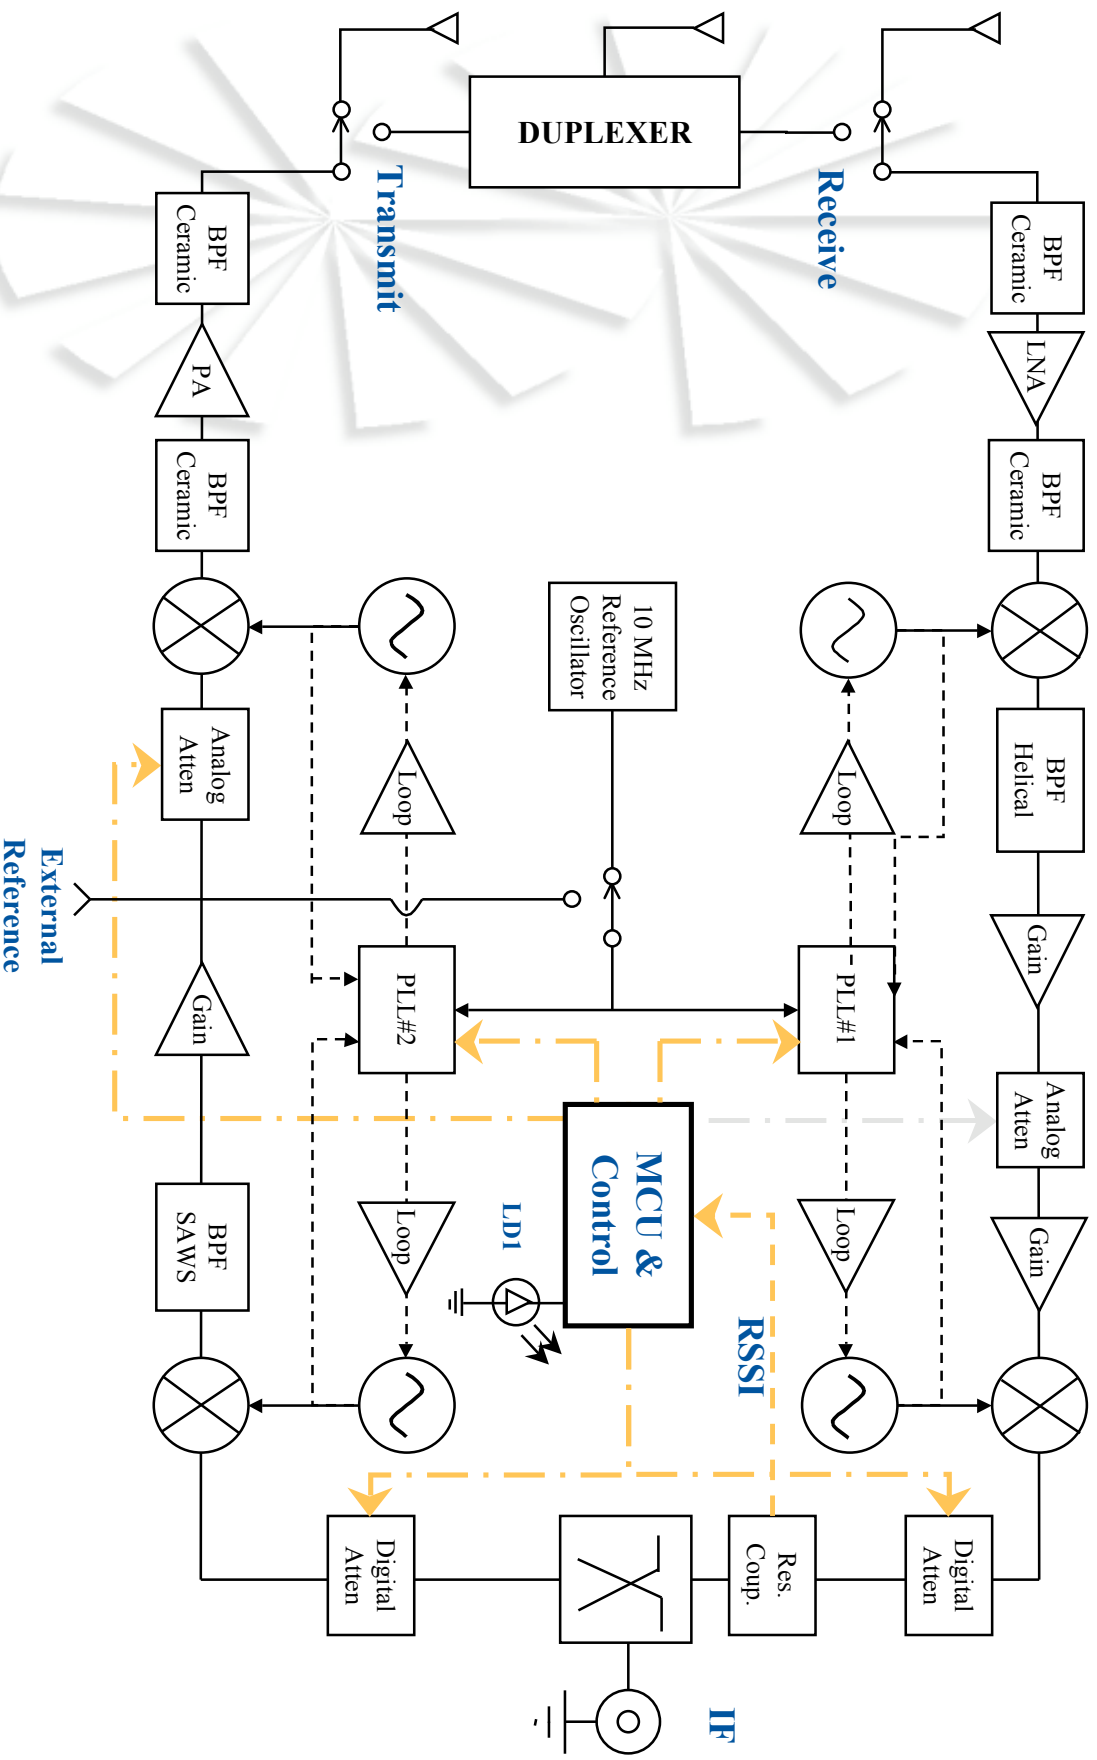 BPF
Ceramic
LNA
BPF
Ceramic
BPF
Helical
Gain
Analog
Atten
Gain
Digital
Atten
Receive
Loop
PLL#1
Loop
RSSI
Res.
Coup.
IF
DUPLEXER
10 MHz
Reference
Oscillator
MCU &
Control
LD1
Transmit
Loop
PLL#2
Loop
Digital
Atten
BPF
Ceramic
PA
BPF
Ceramic
Analog
Atten
Gain
BPF
SAWS
External
Reference